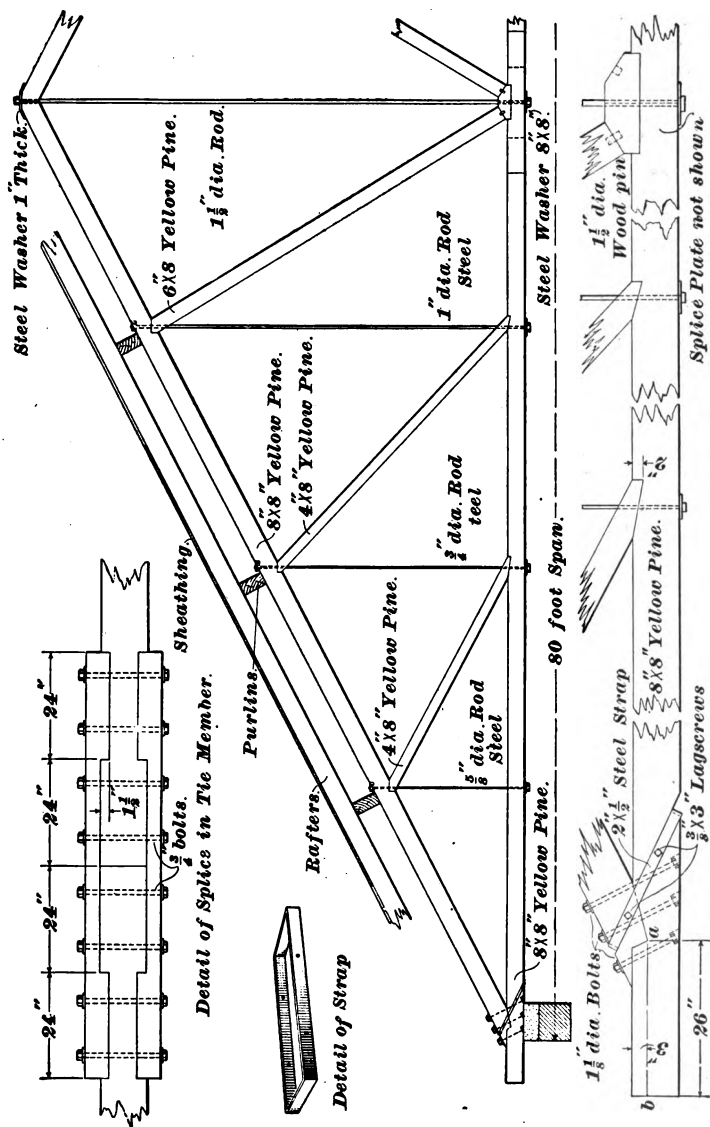 24"
24"
24"
24"
1½"
¾" bolts.
Detail of Splice in Tie Member.
Detail of Strap
Sheathing
Purlins.
Rafters.
Steel Washer 1" Thick.
6"X8" Yellow Pine.
1½" dia. Rod.
8"X8" Yellow Pine.
4"X8" Yellow Pine.
1" dia. Rod
Steel
¾" dia. Rod
teel
4"X8" Yellow Pine.
⅝" dia. Rod
Steel
8"X8" Yellow Pine.
80 foot Span.
Steel Washer 8"X8".
1⅛" dia. Bolts.
2"X½" Steel Strap
⅜"X3" Lagscrews
8"X8" Yellow Pine.
2"
1½" dia.
Wood pin
Splice Plate not shown
3"
a
b
26"